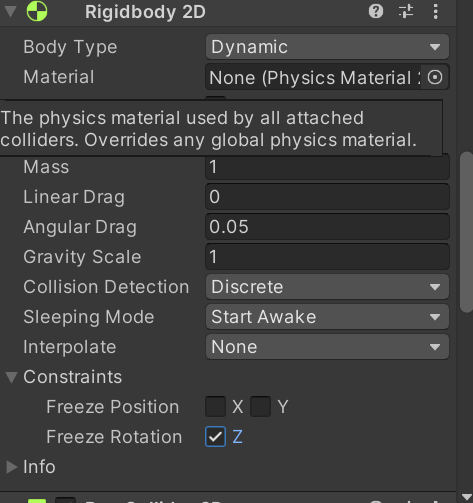 Rigidbody 2D
Body Type Dynamic
Material None (Physics Material
The physics material used by all attached
colliders. Overrides any global physics material.
Mass 1
Linear Drag 0
Angular Drag 0.05
Gravity Scale 1
Collision Detection Discrete
Sleeping Mode Start Awake
Interpolate None
Constraints
Freeze Position X Y
Freeze Rotation Z
Info